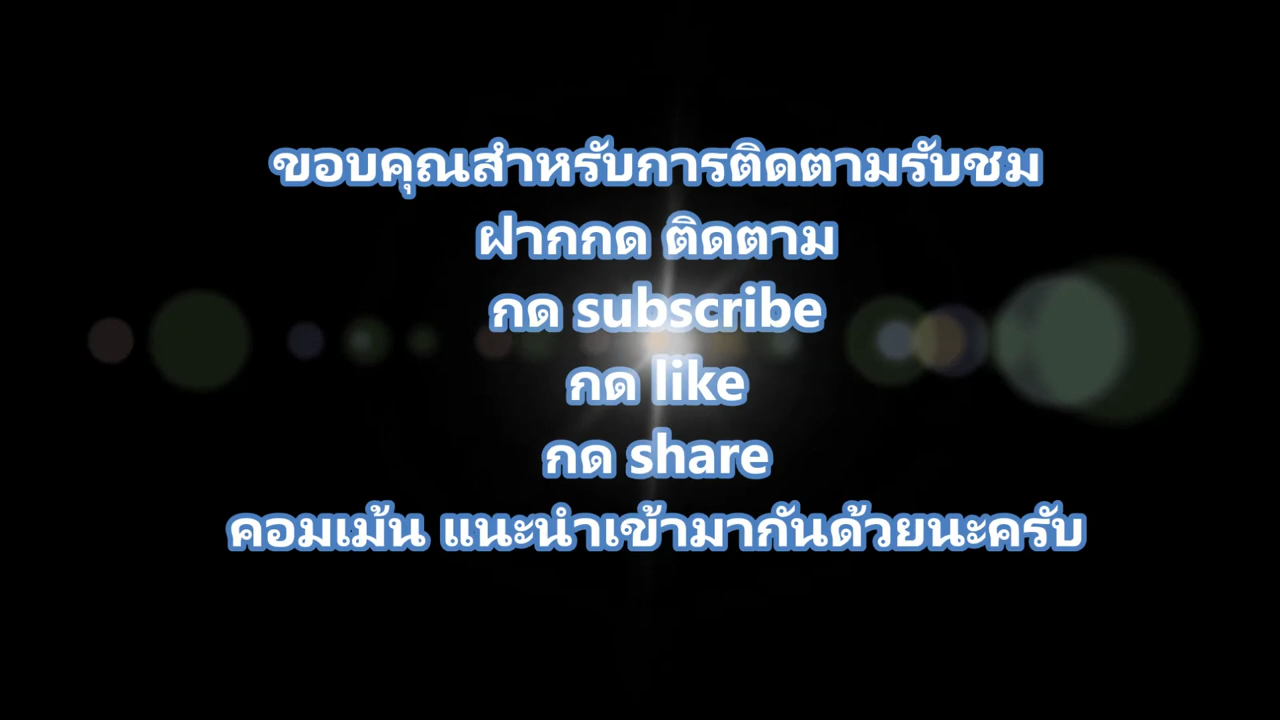 ขอบคุณสำหรับการติดตามรับชม
ฝากกด ติดตาม
กด subscribe
กด like
กด share
คอมเม้น แนะนำเข้ามากันด้วยนะครับ